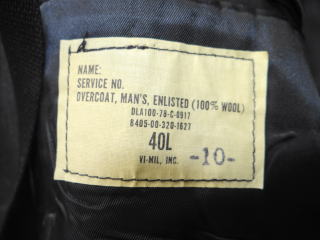 NAME:
SERVICE NO.
OVERCOAT, MAN'S, ENLISTED (100% WOOL)
DLA100-78-C-0917
8405-00-320-1627
40L
VI-MIL, INC.
-10-